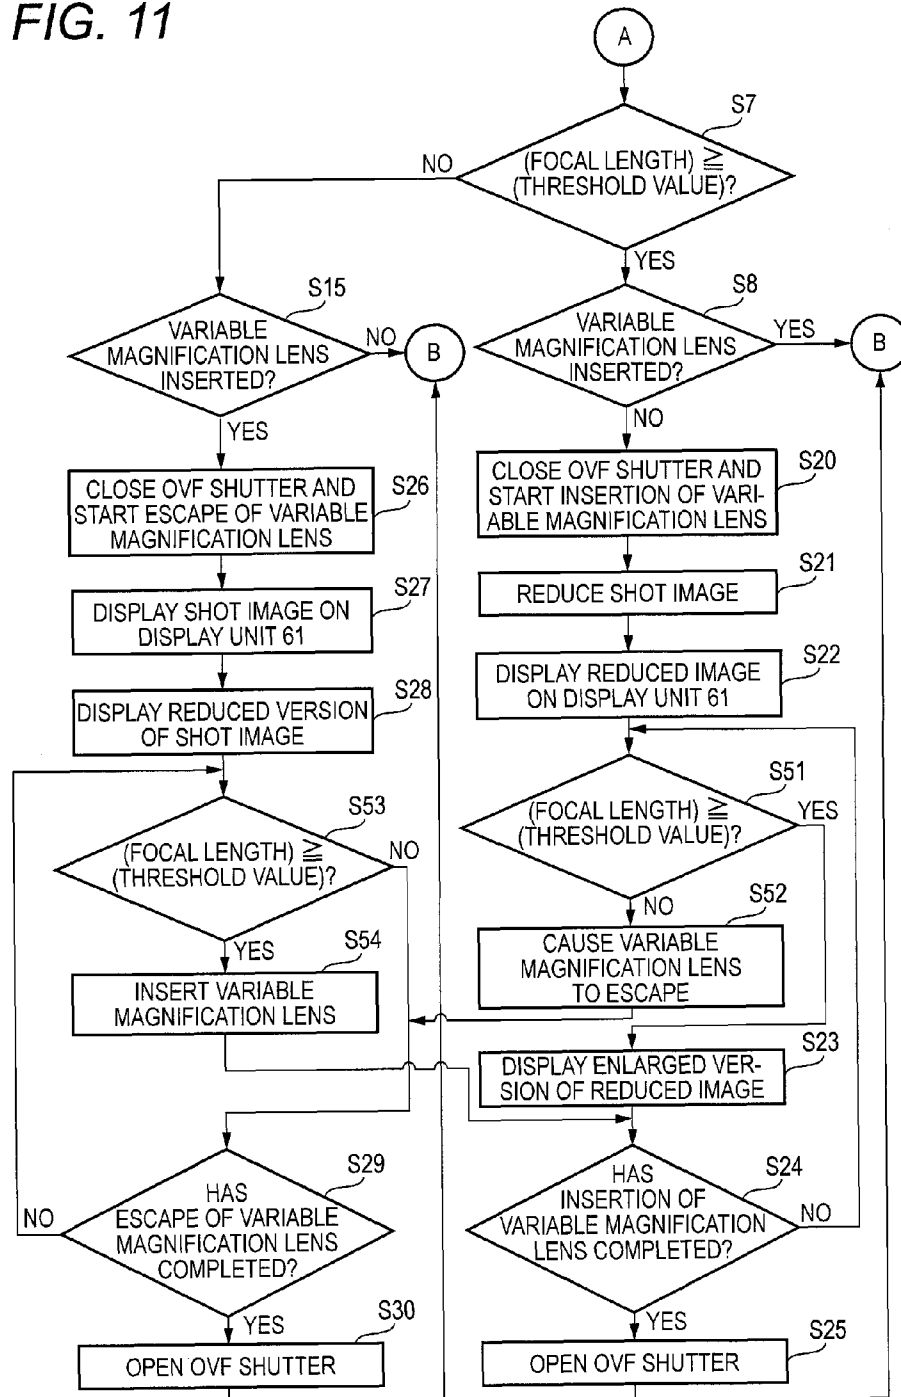 FIG. 11
A
S7
(FOCAL LENGTH) ≧
(THRESHOLD VALUE)?
NO
YES
S15
VARIABLE
MAGNIFICATION LENS
INSERTED?
NO
B
YES
S8
VARIABLE
MAGNIFICATION LENS
INSERTED?
YES
B
NO
S26
CLOSE OVF SHUTTER AND
START ESCAPE OF VARIABLE
MAGNIFICATION LENS
S20
CLOSE OVF SHUTTER AND
START INSERTION OF VARI-
ABLE MAGNIFICATION LENS
S27
DISPLAY SHOT IMAGE ON
DISPLAY UNIT 61
S21
REDUCE SHOT IMAGE
S28
DISPLAY REDUCED VERSION
OF SHOT IMAGE
S22
DISPLAY REDUCED IMAGE
ON DISPLAY UNIT 61
S53
(FOCAL LENGTH) ≧
(THRESHOLD VALUE)?
NO
YES
S51
(FOCAL LENGTH) ≧
(THRESHOLD VALUE)?
YES
NO
S54
INSERT VARIABLE
MAGNIFICATION LENS
S52
CAUSE VARIABLE
MAGNIFICATION LENS
TO ESCAPE
S23
DISPLAY ENLARGED VER-
SION OF REDUCED IMAGE
S29
HAS
ESCAPE OF VARIABLE
MAGNIFICATION LENS
COMPLETED?
NO
YES
S24
HAS
INSERTION OF
VARIABLE MAGNIFICATION
LENS COMPLETED?
NO
YES
S30
OPEN OVF SHUTTER
S25
OPEN OVF SHUTTER